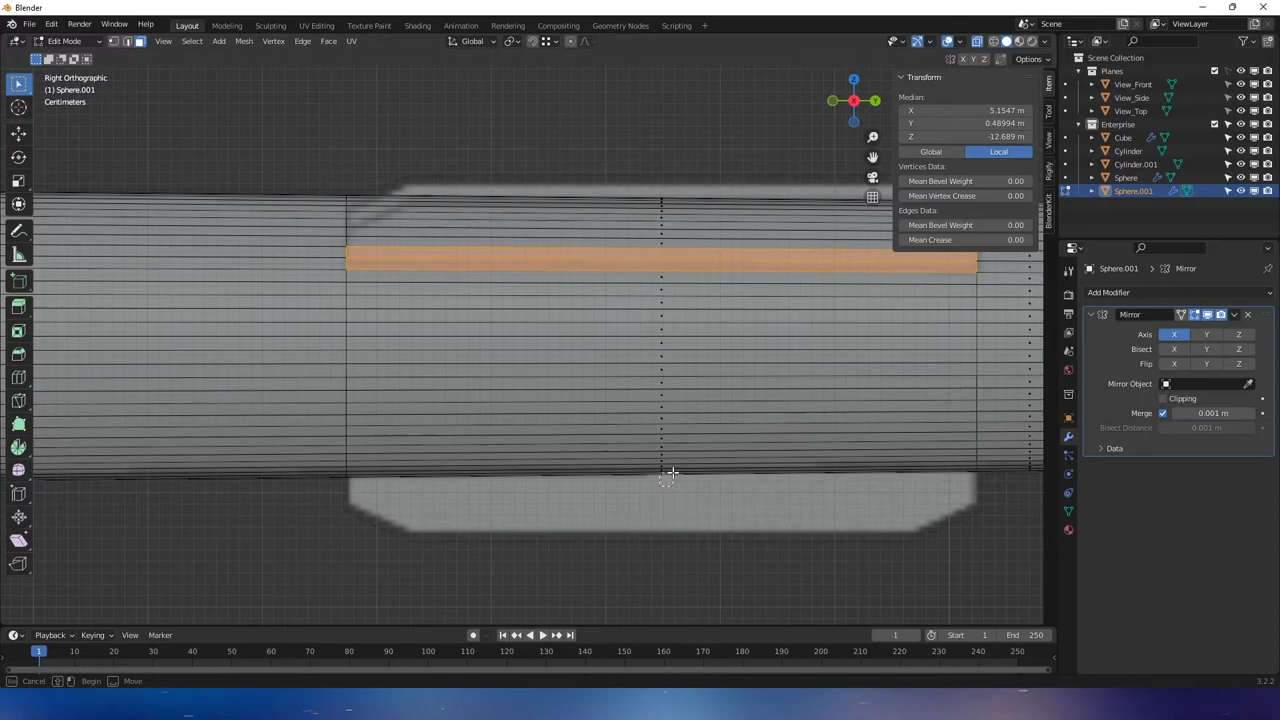 Blender
File Edit Render Window Help Layout Modeling Sculpting UV Editing Texture Paint Shading Animation Rendering Compositing Geometry Nodes Scripting + Scene ViewLayer
Edit Mode View Select Add Mesh Vertex Edge Face UV Global
X Y Z Options
Right Orthographic
(1) Sphere.001
Centimeters
Z
Y
X
Transform
Median:
X 5.1547 m
Y 0.48994 m
Z -12.689 m
Global Local
Vertices Data:
Mean Bevel Weight 0.00
Mean Vertex Crease 0.00
Edges Data:
Mean Bevel Weight 0.00
Mean Crease 0.00
Item
Tool
View
Rigify
BlenderKit
Scene Collection
Planes
View_Front
View_Side
View_Top
Enterprise
Cube
Cylinder
Cylinder.001
Sphere
Sphere.001
Sphere.001 > Mirror
Add Modifier
Mirror
Axis X Y Z
Bisect X Y Z
Flip X Y Z
Mirror Object
Clipping
Merge 0.001 m
Bisect Distance 0.001 m
Data
Playback Keying View Marker 1 Start 1 End 250
1 10 20 30 40 50 60 70 80 90 100 110 120 130 140 150 160 170 180 190 200 210 220 230 240 250
Cancel Begin Move 3.2.2